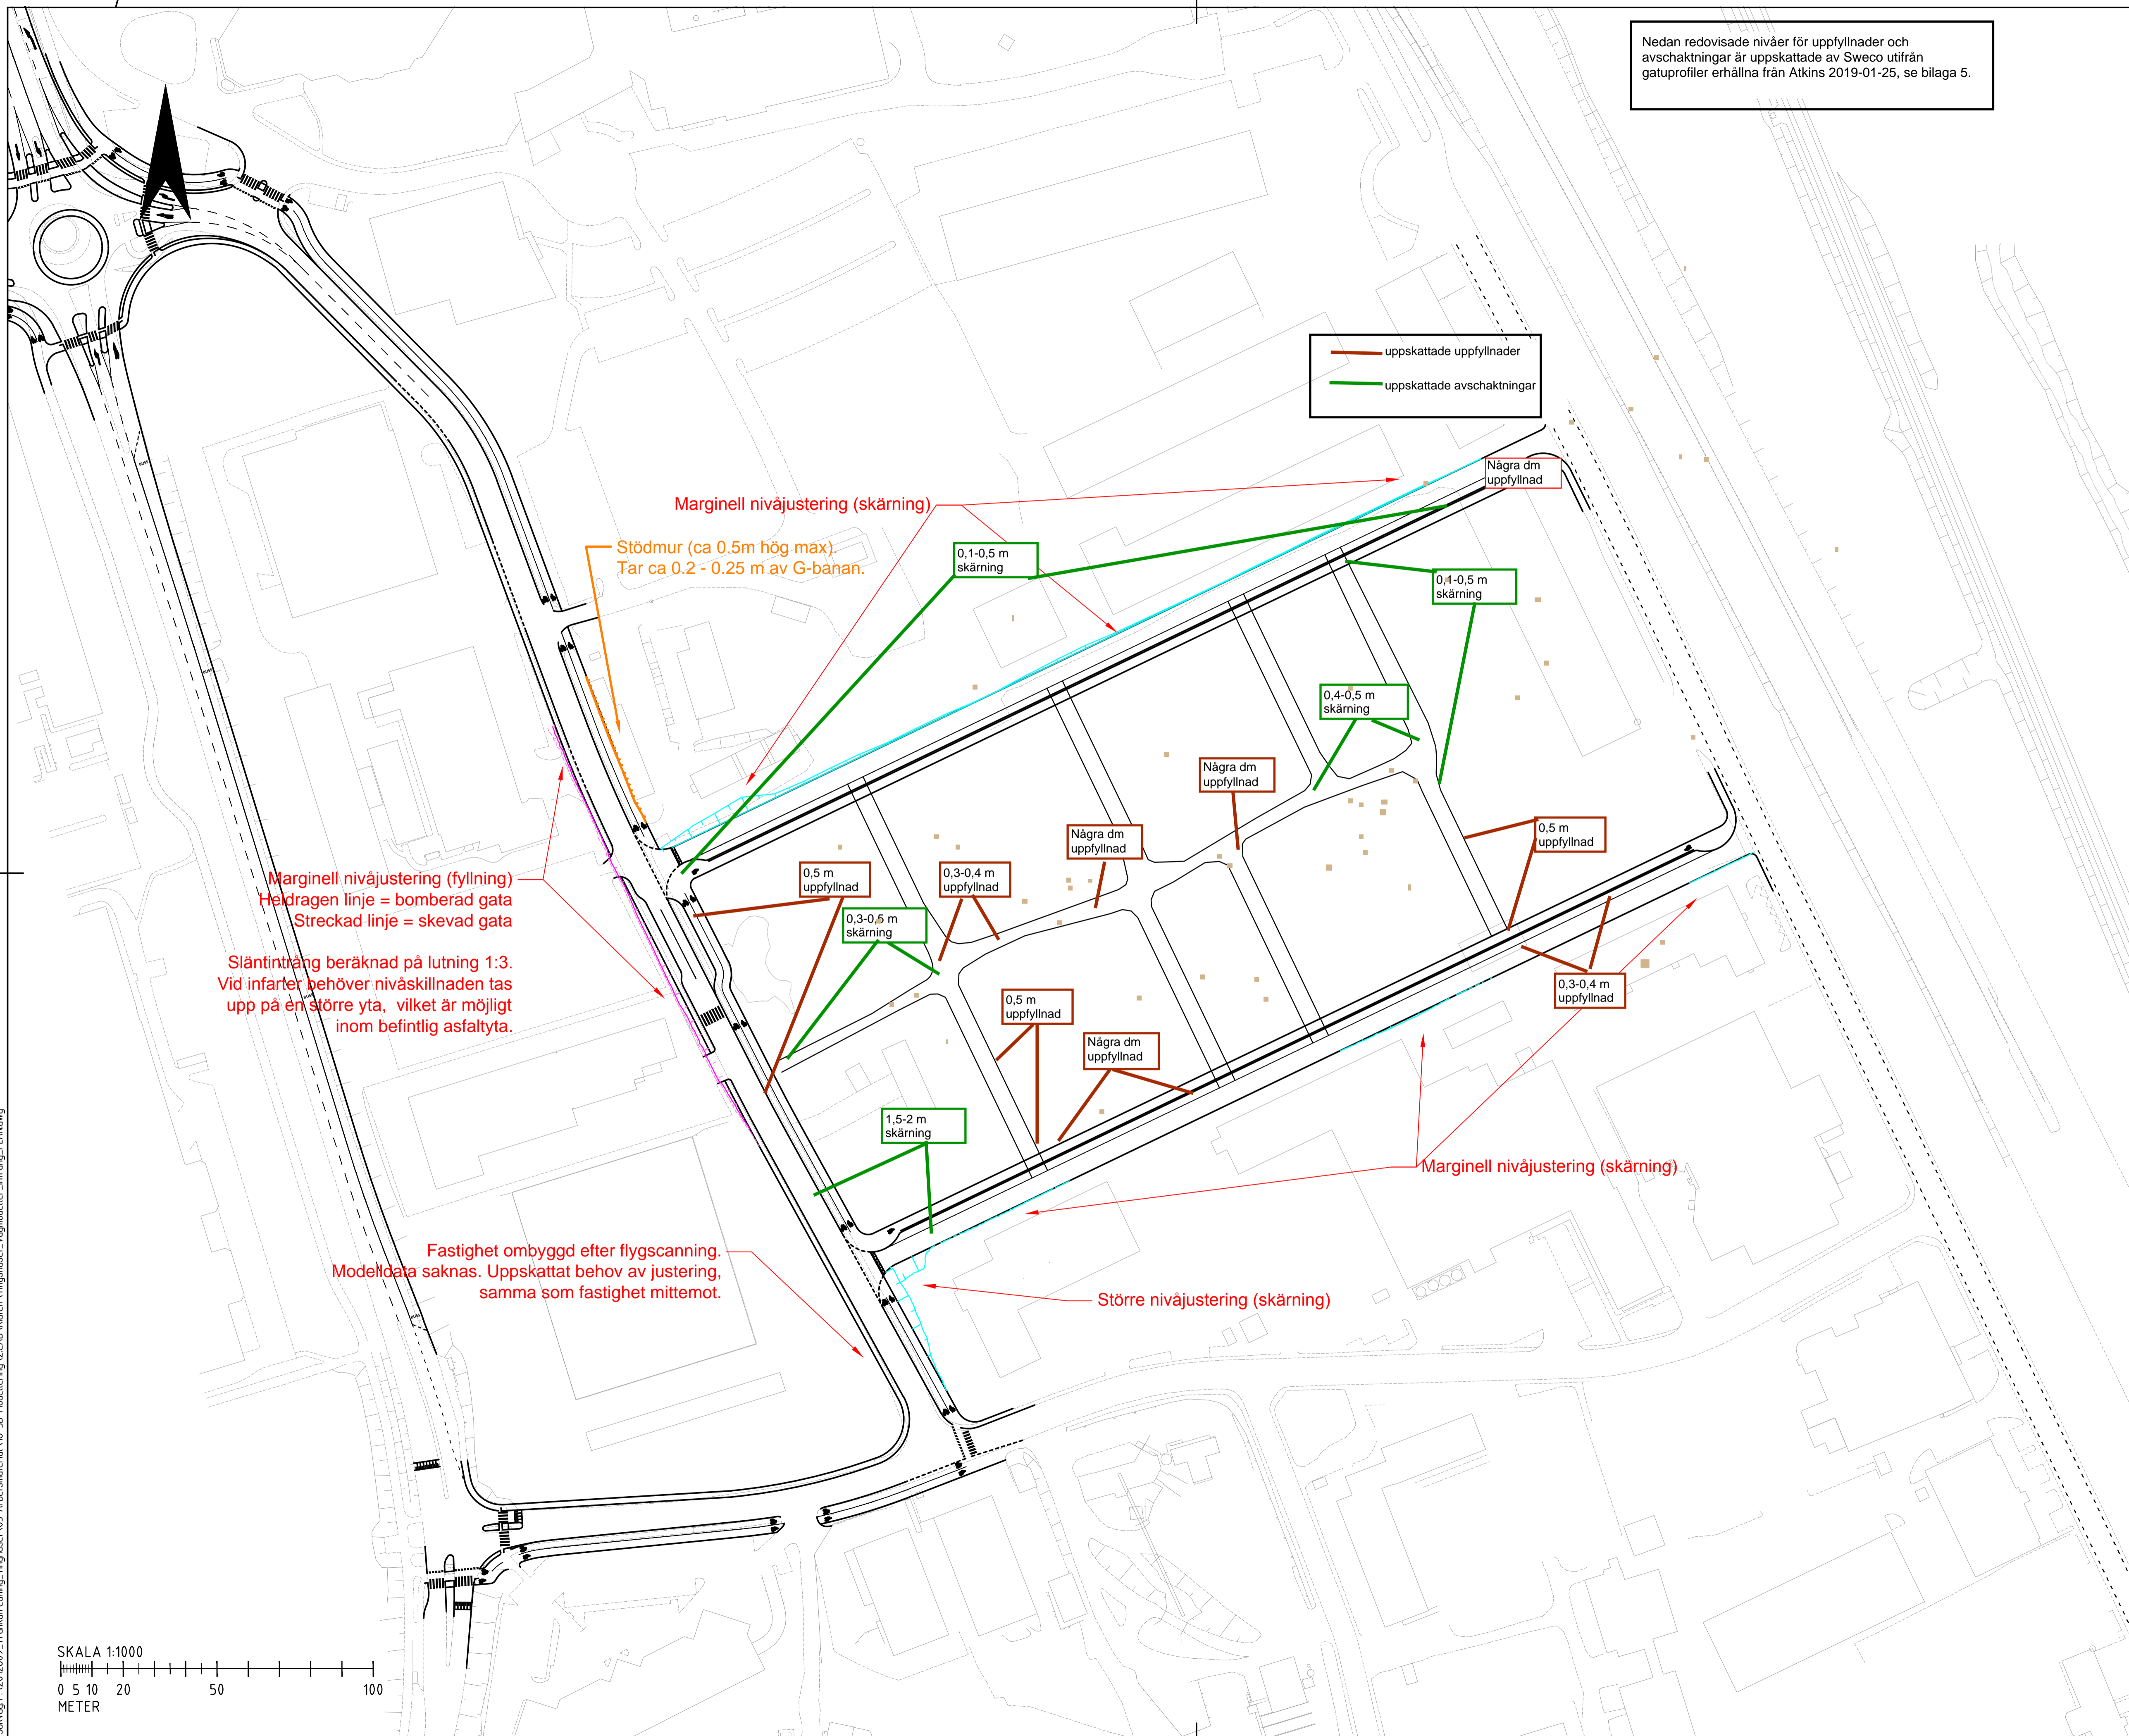 Nedan redovisade nivåer för uppfyllnader och
avschaktningar är uppskattade av Sweco utifrån
gatuprofiler erhållna från Atkins 2019-01-25, se bilaga 5.
uppskattade uppfyllnader
uppskattade avschaktningar
Några dm
uppfyllnad
Marginell nivåjustering (skärning)
Stödmur (ca 0.5m hög max).
Tar ca 0.2 - 0.25 m av G-banan.
0,1-0,5 m
skärning
0,1-0,5 m
skärning
0,4-0,5 m
skärning
Några dm
uppfyllnad
Några dm
uppfyllnad
0,5 m
uppfyllnad
0,5 m
uppfyllnad
0,3-0,4 m
uppfyllnad
0,3-0,5 m
skärning
Marginell nivåjustering (fyllning)
Heldragen linje = bomberad gata
Streckad linje = skevad gata
Släntintrång beräknad på lutning 1:3.
Vid infarter behöver nivåskillnaden tas
upp på en större yta, vilket är möjligt
inom befintlig asfaltyta.
0,5 m
uppfyllnad
0,3-0,4 m
uppfyllnad
Några dm
uppfyllnad
1,5-2 m
skärning
Marginell nivåjustering (skärning)
Fastighet ombyggd efter flygscanning.
Modelldata saknas. Uppskattat behov av justering,
samma som fastighet mittemot.
Större nivåjustering (skärning)
BUSS
BUSS
BUSS
BUSS
SKALA 1:1000
0 5 10 20 50 100
METER